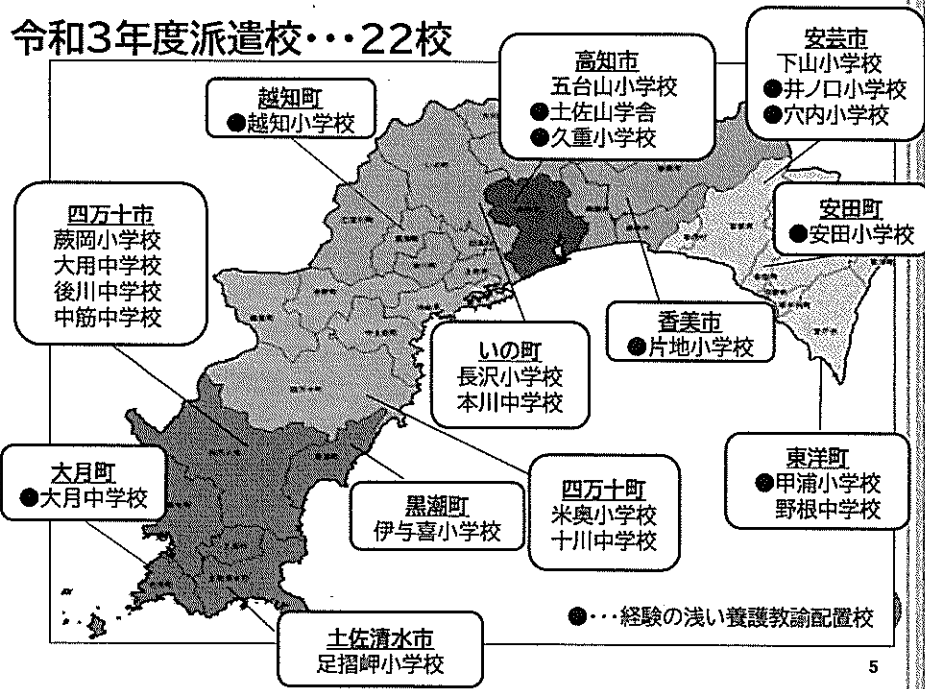 令和3年度派遣校・・・22校
安芸市
下山小学校
●井ノ口小学校
●穴内小学校
高知市
五台山小学校
●土佐山学舎
●久重小学校
越知町
●越知小学校
四万十市
蕨岡小学校
大用中学校
後川中学校
中筋中学校
安田町
●安田小学校
香美市
●片地小学校
いの町
長沢小学校
本川中学校
東洋町
●甲浦小学校
野根中学校
大月町
●大月中学校
黒潮町
伊与喜小学校
四万十町
米奥小学校
十川中学校
土佐清水市
足摺岬小学校
●・・・経験の浅い養護教諭配置校
5